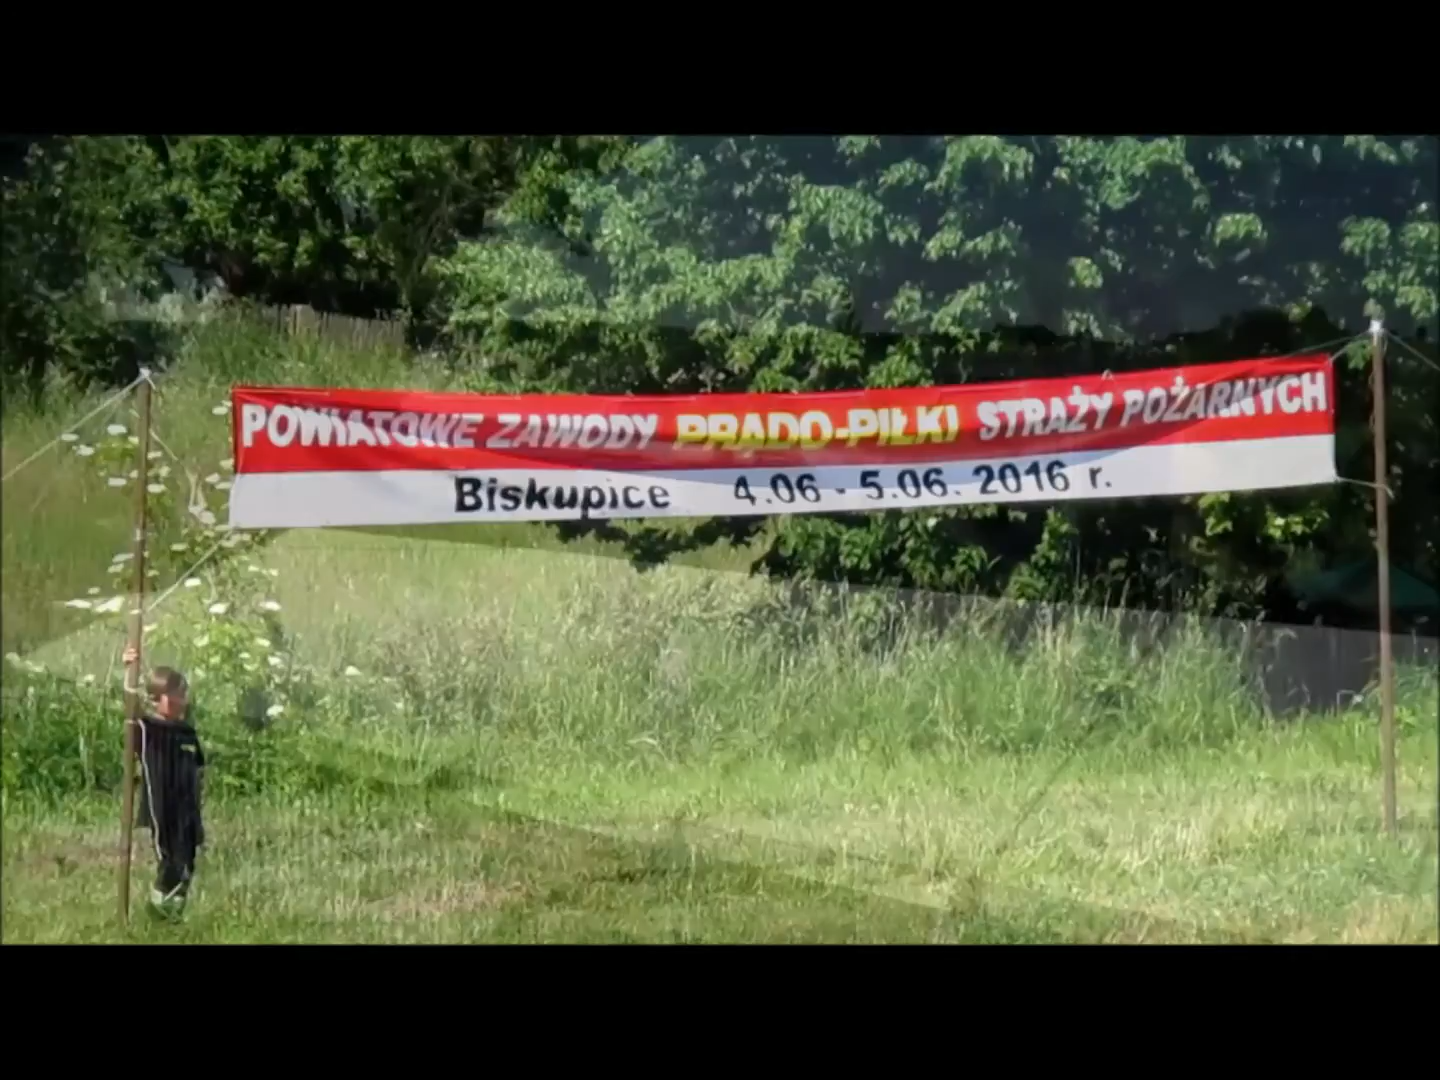 POWIATOWE ZAWODY PRĄDO-PIŁKI STRAŻY POŻARNYCH
Biskupice 4.06 - 5.06. 2016 r.